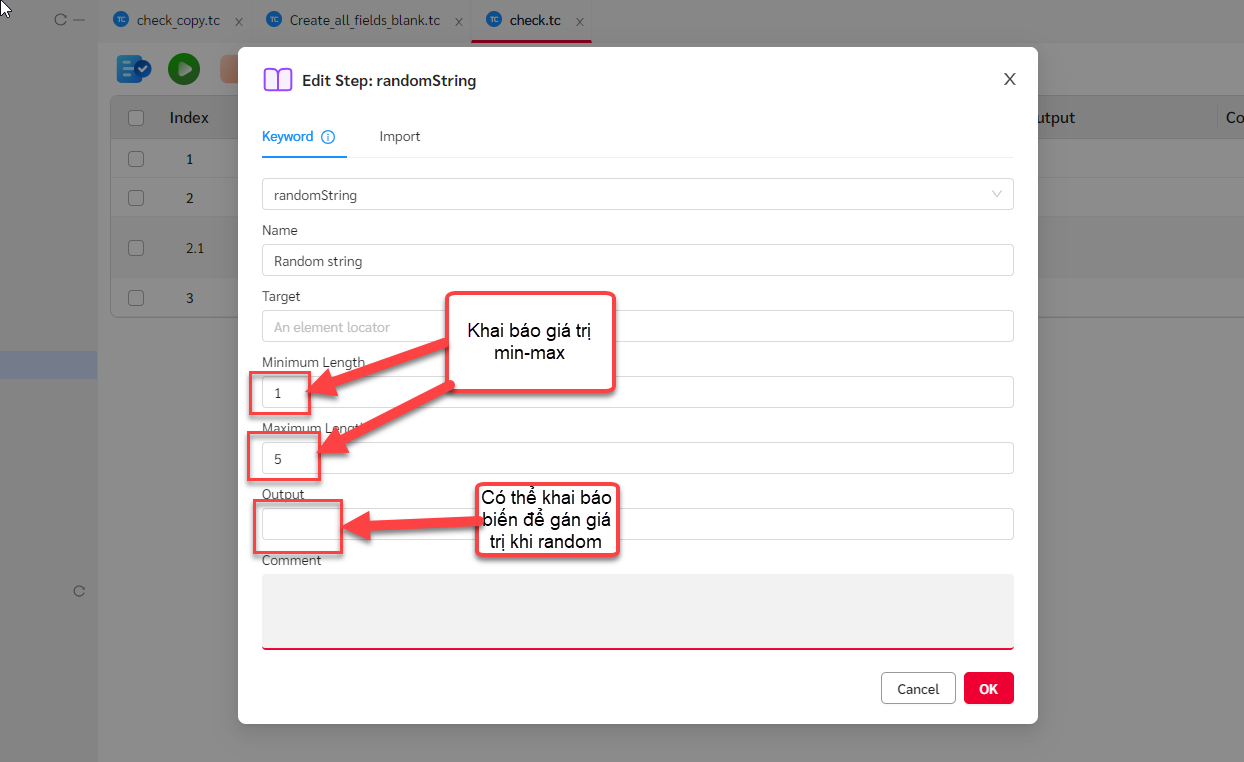 TC check_copy.tc TC Create_all_fields_blank.tc TC check.tc
Edit Step: randomString X
Index utput Co
Keyword Import
1
randomString
2
Name
2.1
Random string
Target
3
An element locator
Khai báo giá trị
min-max
Minimum Length
1
Maximum Length
5
Output
Có thể khai báo
biến để gán giá
trị khi random
Comment
Cancel OK